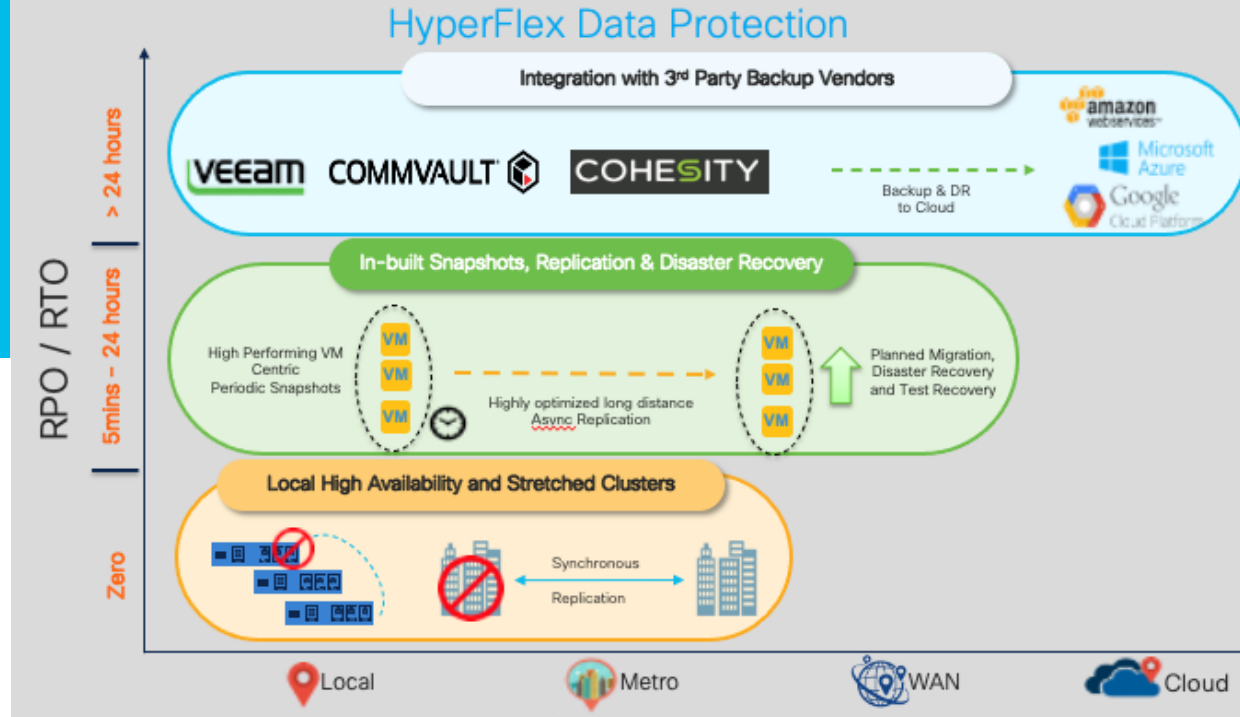 HyperFlex Data Protection
Integration with 3rd Party Backup Vendors
> 24 hours
veeam
COMMVAULT
COHESITY
Backup & DR
to Cloud
amazon
webservices™
Microsoft
Azure
Google
Cloud Platform
RPO / RTO
5mins – 24 hours
In-built Snapshots, Replication & Disaster Recovery
High Performing VM
Centric
Periodic Snapshots
VM
VM
VM
Highly optimized long distance
Async Replication
VM
VM
VM
Planned Migration,
Disaster Recovery
and Test Recovery
Zero
Local High Availability and Stretched Clusters
Synchronous
Replication
Local
Metro
WAN
Cloud